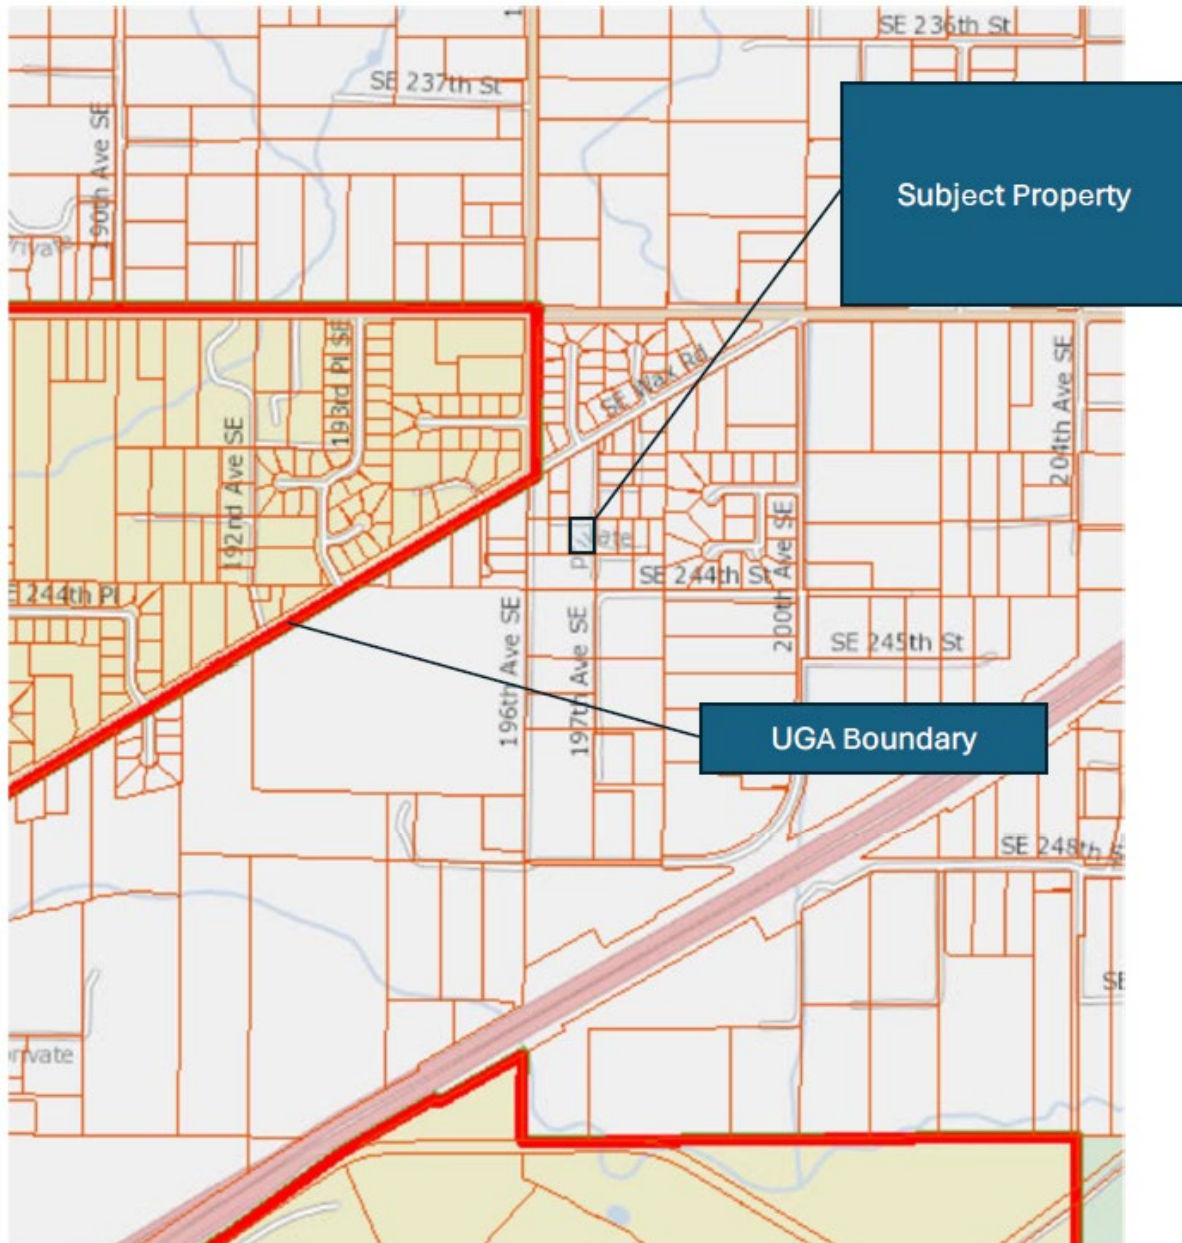 SE 236th St
SE 237th St
190th Ave SE
Subject Property
193rd Pl SE
SE Wax Rd
204th Ave SE
192nd Ave SE
200th Ave SE
SE 244th St
196th Ave SE
197th Ave SE
SE 245th St
UGA Boundary
SE 248th S
SE